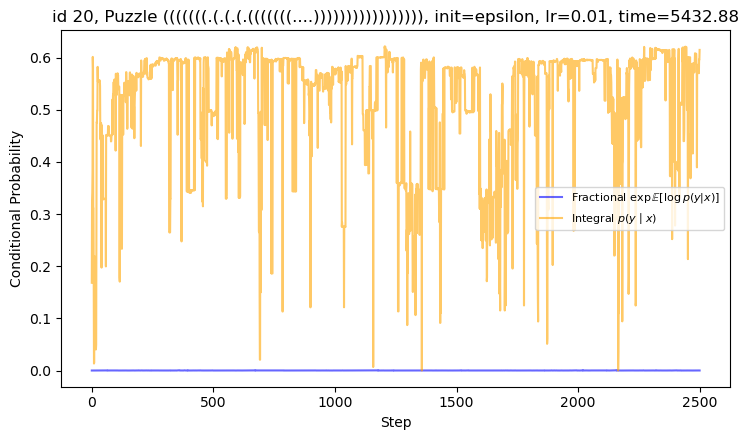 id 20, Puzzle (((((((.(.(.(.(((((((....))))))))))))))))), init=epsilon, lr=0.01, time=5432.88
0.6
0.5
0.4
0.3
0.2
0.1
0.0
Conditional Probability
Fractional exp𝔼[log p(y|x)]
Integral p(y | x)
0 500 1000 1500 2000 2500
Step